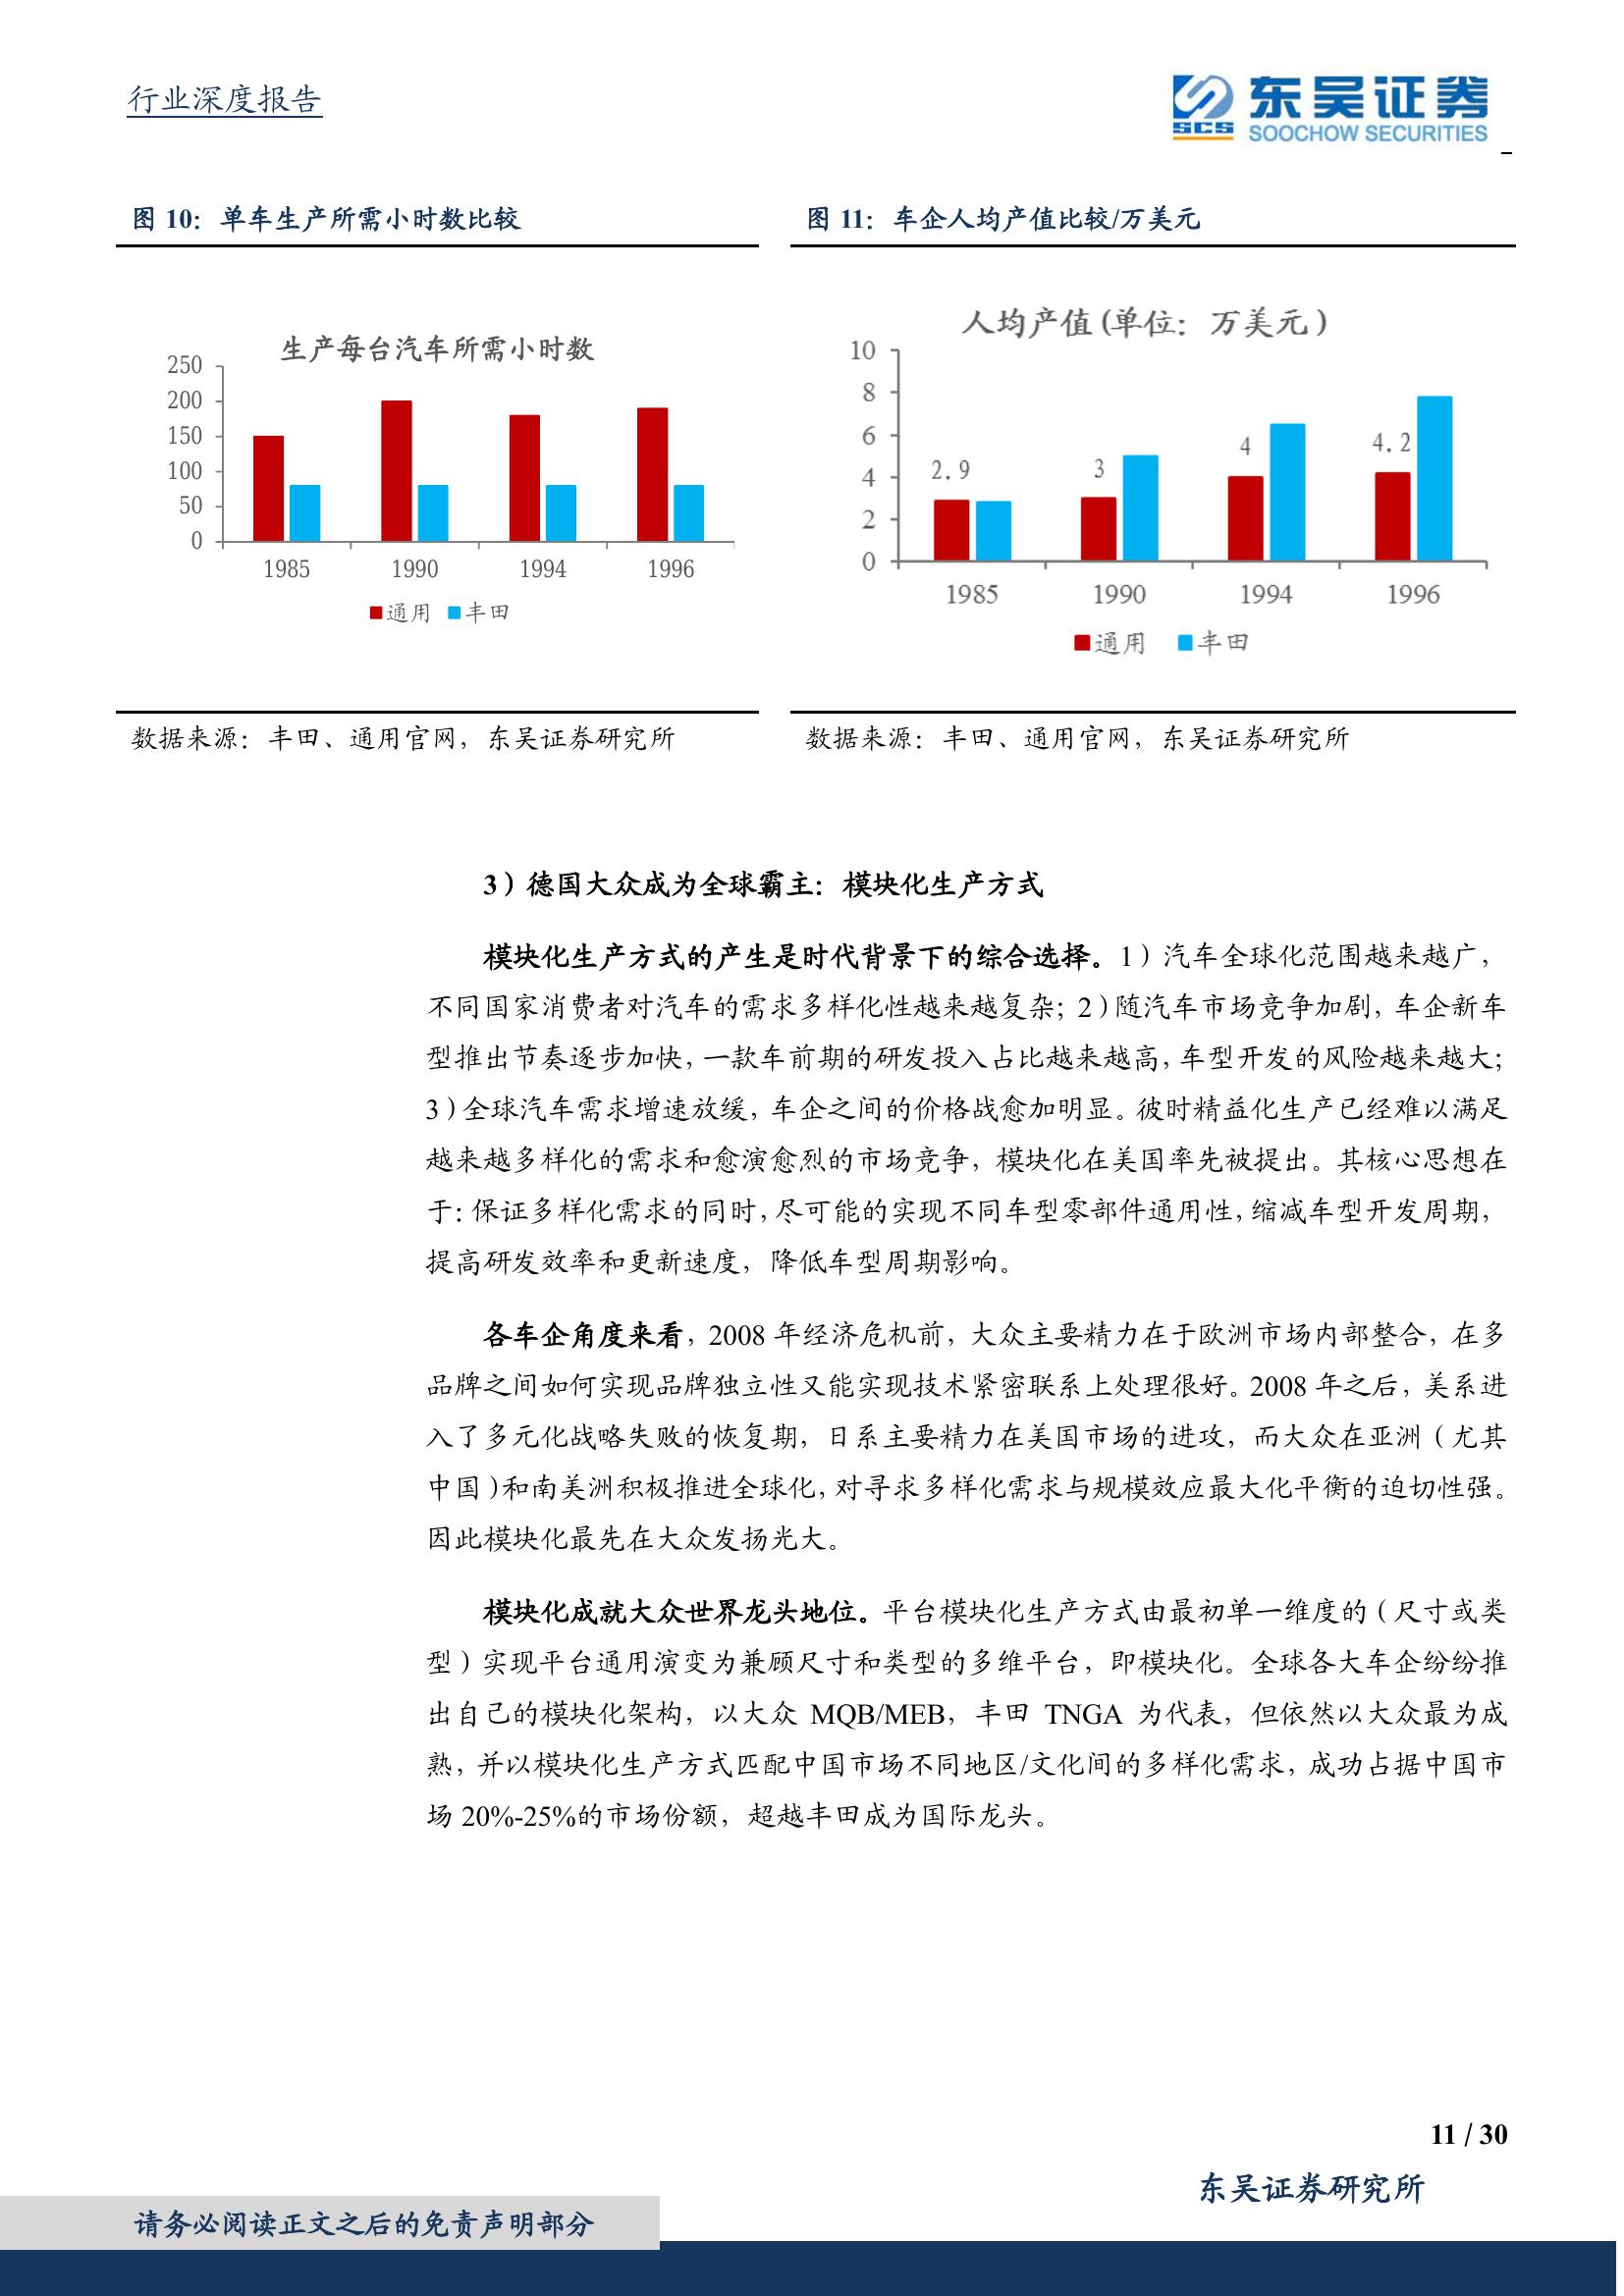 行业深度报告
SCS
东吴证券
SOOCHOW SECURITIES
图 10：单车生产所需小时数比较
生产每台汽车所需小时数
250
200
150
100
50
0
1985 1990 1994 1996
通用 丰田
数据来源：丰田、通用官网，东吴证券研究所
图 11：车企人均产值比较/万美元
人均产值(单位：万美元)
10
8
6
4
2
0
2.9 3 4 4.2
1985 1990 1994 1996
通用 丰田
数据来源：丰田、通用官网，东吴证券研究所
3）德国大众成为全球霸主：模块化生产方式
模块化生产方式的产生是时代背景下的综合选择。1）汽车全球化范围越来越广，
不同国家消费者对汽车的需求多样化性越来越复杂；2）随汽车市场竞争加剧，车企新车
型推出节奏逐步加快，一款车前期的研发投入占比越来越高，车型开发的风险越来越大；
3）全球汽车需求增速放缓，车企之间的价格战愈加明显。彼时精益化生产已经难以满足
越来越多样化的需求和愈演愈烈的市场竞争，模块化在美国率先被提出。其核心思想在
于：保证多样化需求的同时，尽可能的实现不同车型零部件通用性，缩减车型开发周期，
提高研发效率和更新速度，降低车型周期影响。
各车企角度来看，2008 年经济危机前，大众主要精力在于欧洲市场内部整合，在多
品牌之间如何实现品牌独立性又能实现技术紧密联系上处理很好。2008 年之后，美系进
入了多元化战略失败的恢复期，日系主要精力在美国市场的进攻，而大众在亚洲（尤其
中国）和南美洲积极推进全球化，对寻求多样化需求与规模效应最大化平衡的迫切性强。
因此模块化最先在大众发扬光大。
模块化成就大众世界龙头地位。平台模块化生产方式由最初单一维度的（尺寸或类
型）实现平台通用演变为兼顾尺寸和类型的多维平台，即模块化。全球各大车企纷纷推
出自己的模块化架构，以大众 MQB/MEB，丰田 TNGA 为代表，但依然以大众最为成
熟，并以模块化生产方式匹配中国市场不同地区/文化间的多样化需求，成功占据中国市
场 20%-25%的市场份额，超越丰田成为国际龙头。
11 / 30
东吴证券研究所
请务必阅读正文之后的免责声明部分